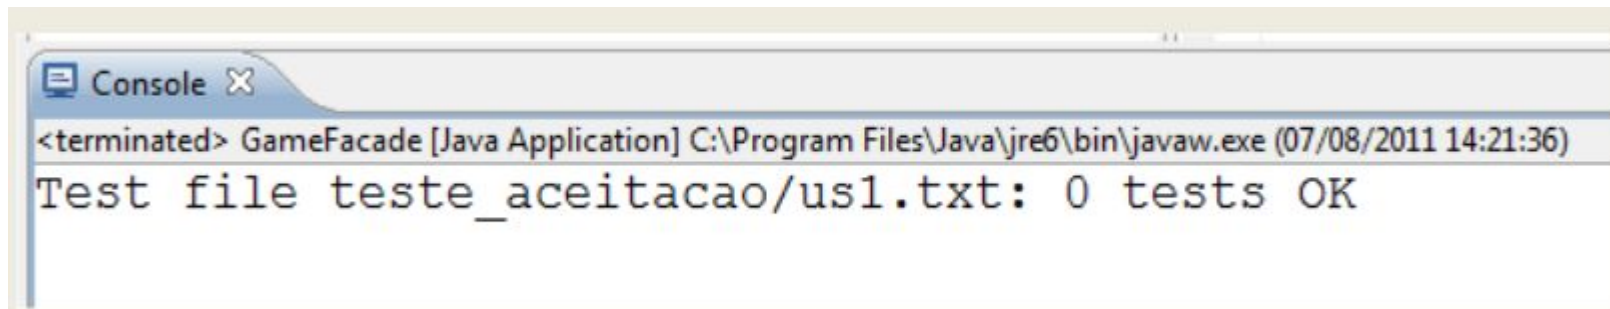 Console
<terminated> GameFacade [Java Application] C:\Program Files\Java\jre6\bin\javaw.exe (07/08/2011 14:21:36)
Test file teste_aceitacao/us1.txt: 0 tests OK